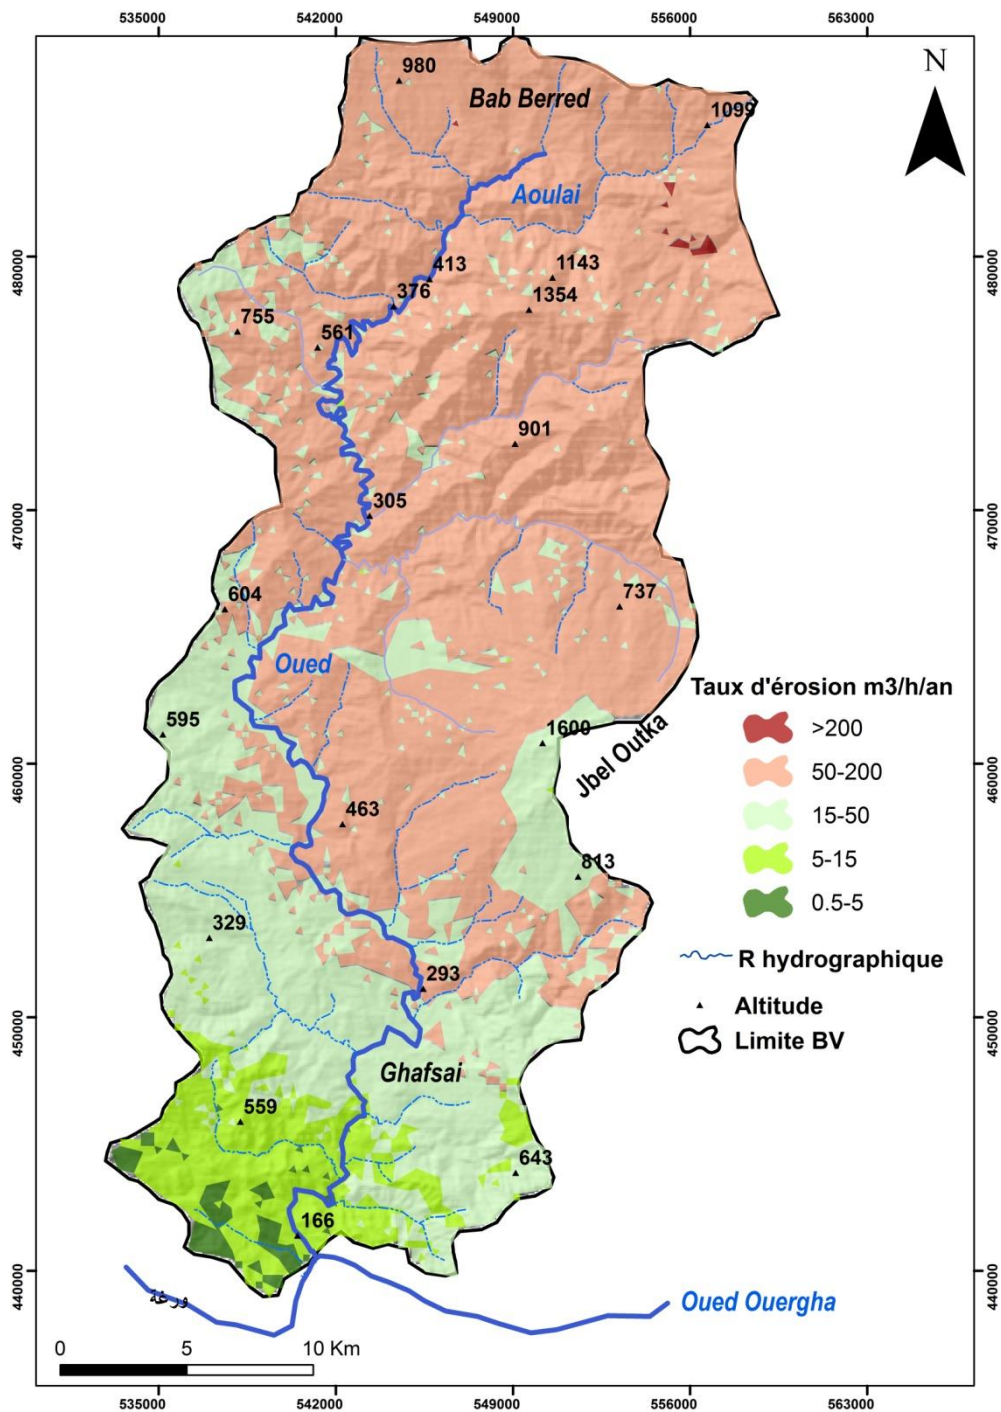 535000 542000 549000 556000 563000
980
Bab Berred
N
1099
Aoulai
480000 480000
413
1143
376
1354
755
561
901
470000 470000
305
604
737
Oued
Taux d'érosion m3/h/an
>200
50-200
15-50
5-15
0.5-5
R hydrographique
Altitude
Limite BV
595
1600
Jbel Outka
460000 460000
463
813
329
293
450000 450000
Ghafsai
559
643
166
440000 440000
ورغة
Oued Ouergha
0 5 10 Km
535000 542000 549000 556000 563000